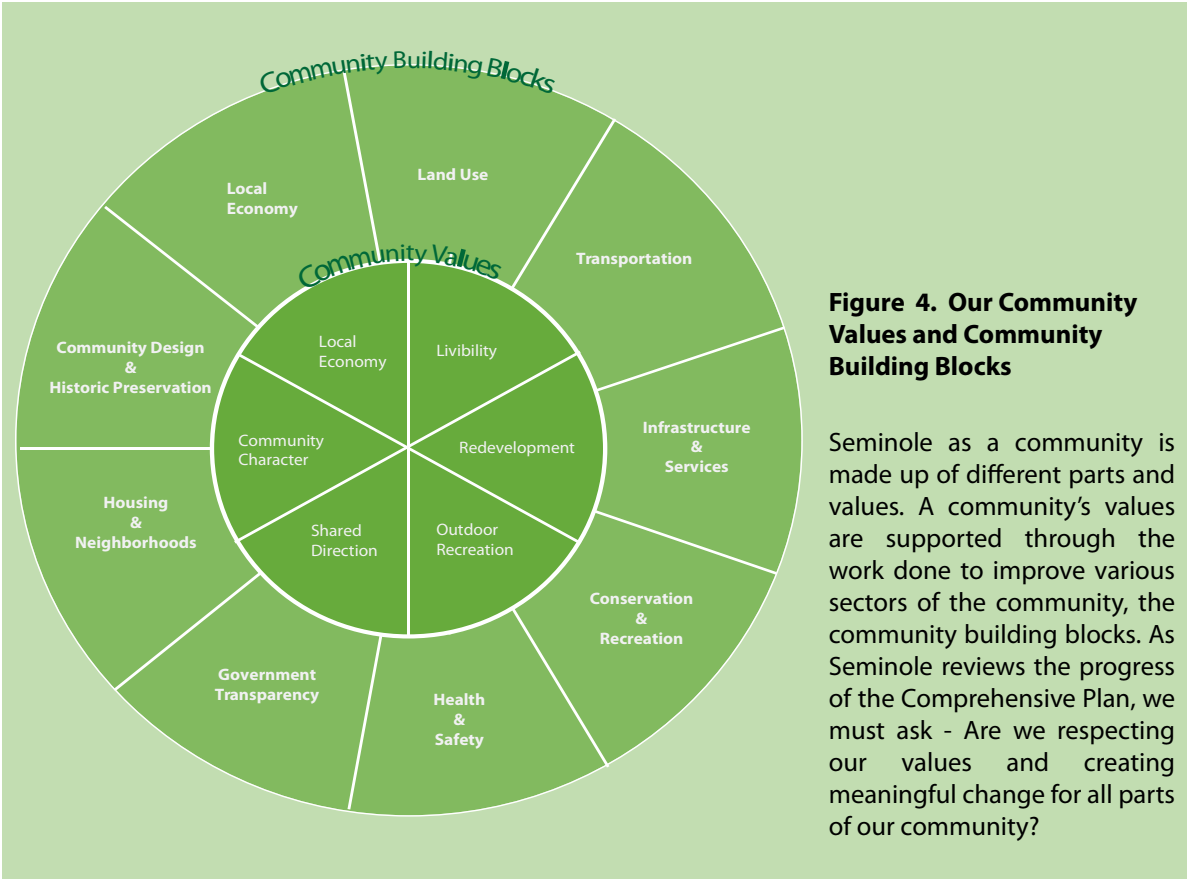 Community Building Blocks
Land Use
Transportation
Infrastructure
&
Services
Conservation
&
Recreation
Health
&
Safety
Government
Transparency
Housing
&
Neighborhoods
Community Design
&
Historic Preservation
Local
Economy
Community Values
Livibility
Redevelopment
Outdoor
Recreation
Shared
Direction
Community
Character
Local
Economy
Figure 4. Our Community
Values and Community
Building Blocks
Seminole as a community is
made up of different parts and
values. A community’s values
are supported through the
work done to improve various
sectors of the community, the
community building blocks. As
Seminole reviews the progress
of the Comprehensive Plan, we
must ask - Are we respecting
our values and creating
meaningful change for all parts
of our community?